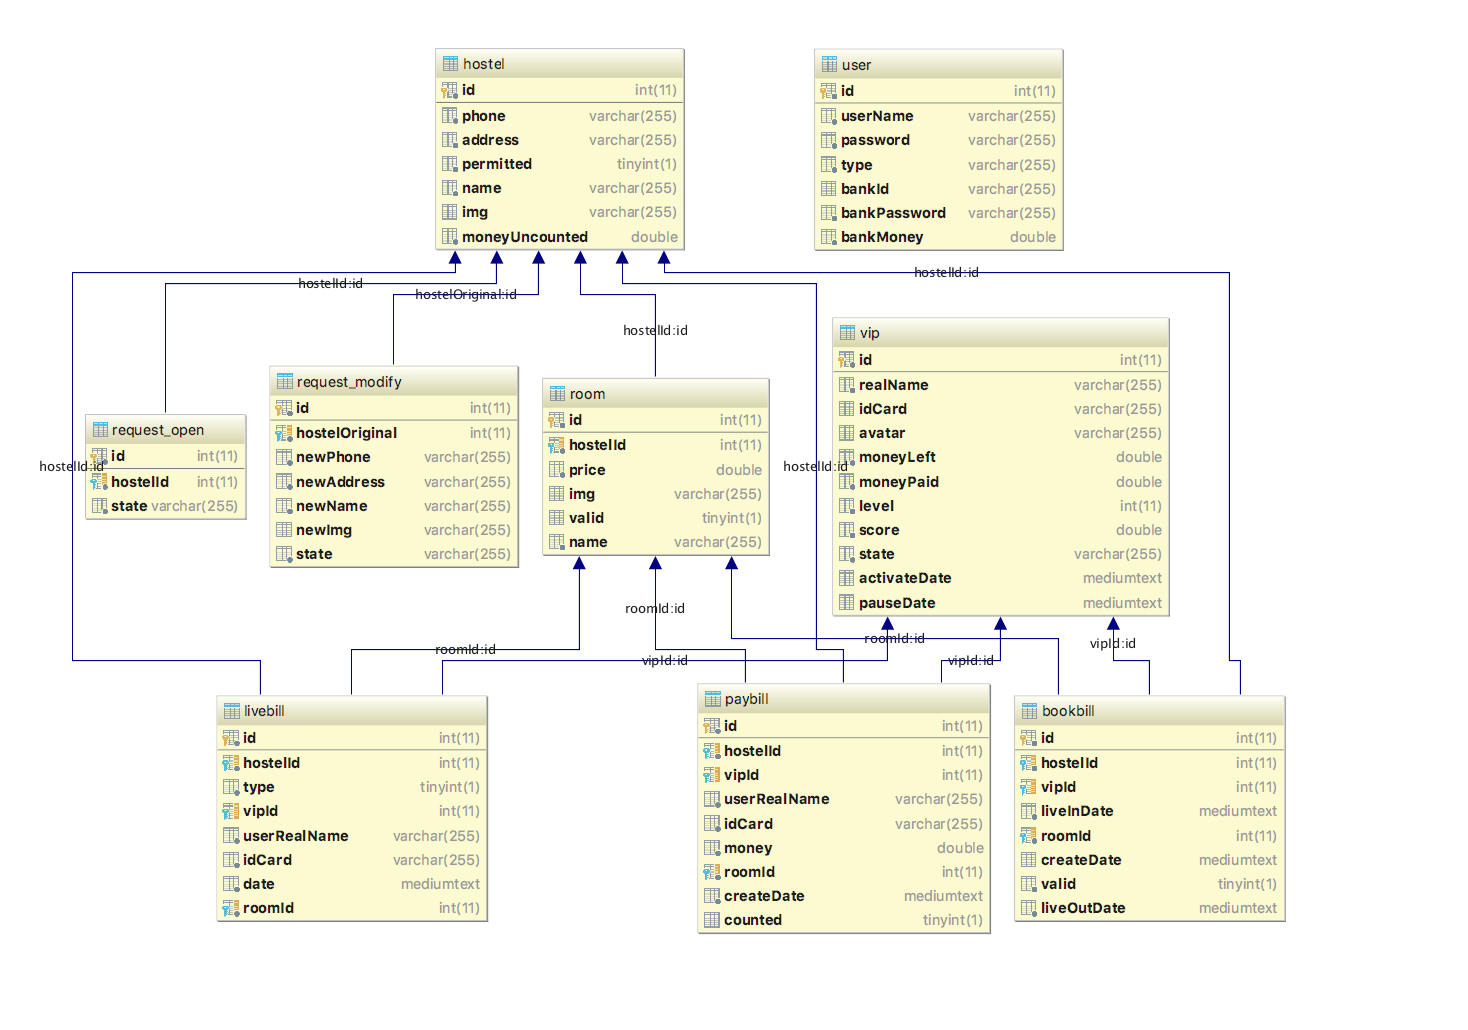 hostel
id int(11)
phone varchar(255)
address varchar(255)
permitted tinyint(1)
name varchar(255)
img varchar(255)
moneyUncounted double
user
id int(11)
userName varchar(255)
password varchar(255)
type varchar(255)
bankId varchar(255)
bankPassword varchar(255)
bankMoney double
hostelId:id
hostelId:id
hostelOriginal:id
hostelId:id
request_open
id int(11)
hostelId int(11)
state varchar(255)
hostelId:id
request_modify
id int(11)
hostelOriginal int(11)
newPhone varchar(255)
newAddress varchar(255)
newName varchar(255)
newImg varchar(255)
state varchar(255)
room
id int(11)
hostelId int(11)
price double
img varchar(255)
valid tinyint(1)
name varchar(255)
hostelId:id
vip
id int(11)
realName varchar(255)
idCard varchar(255)
avatar varchar(255)
moneyLeft double
moneyPaid double
level int(11)
score double
state varchar(255)
activateDate mediumtext
pauseDate mediumtext
roomId:id
roomId:id
vipId:id
roomId:id
vipId:id
vipId:id
livebill
id int(11)
hostelId int(11)
type tinyint(1)
vipId int(11)
userRealName varchar(255)
idCard varchar(255)
date mediumtext
roomId int(11)
paybill
id int(11)
hostelId int(11)
vipId int(11)
userRealName varchar(255)
idCard varchar(255)
money double
roomId int(11)
createDate mediumtext
counted tinyint(1)
bookbill
id int(11)
hostelId int(11)
vipId int(11)
liveInDate mediumtext
roomId int(11)
createDate mediumtext
valid tinyint(1)
liveOutDate mediumtext